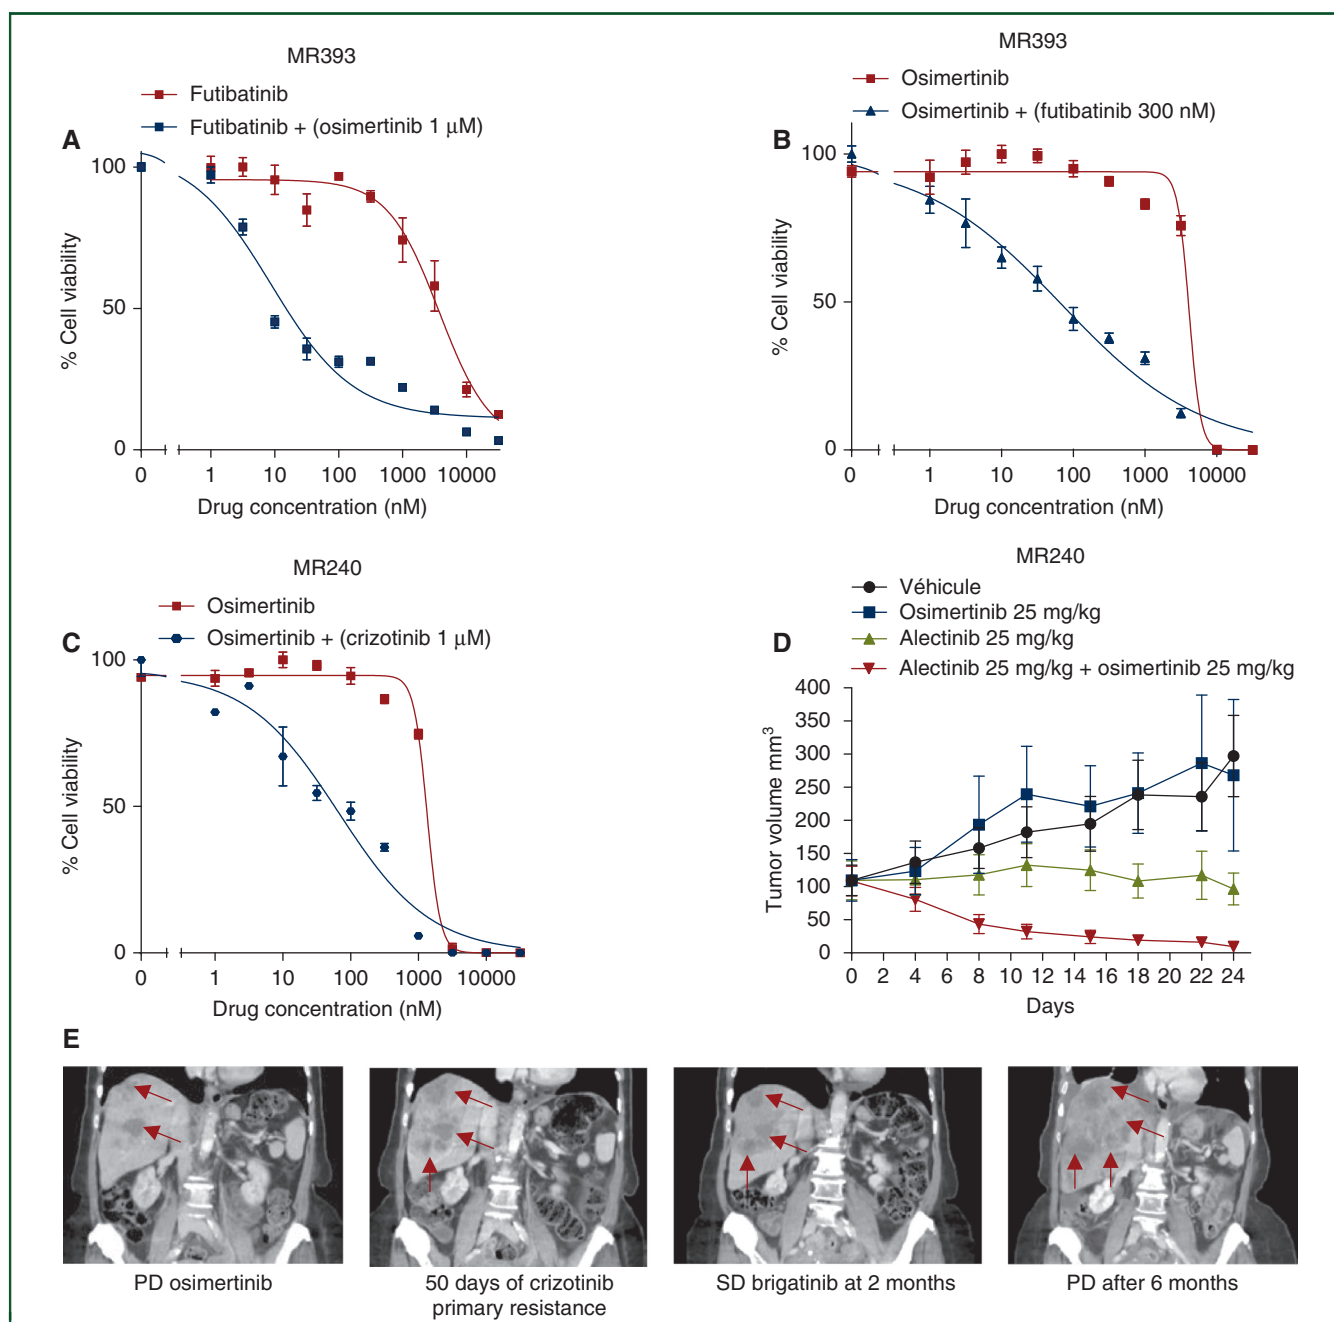 MR393
Futibatinib
Futibatinib + (osimertinib 1 μM)
A
100
50
0
% Cell viability
0 1 10 100 1000 10000
Drug concentration (nM)
MR393
Osimertinib
Osimertinib + (futibatinib 300 nM)
B
100
50
0
% Cell viability
0 1 10 100 1000 10000
Drug concentration (nM)
MR240
Osimertinib
Osimertinib + (crizotinib 1 μM)
C
100
50
0
% Cell viability
0 1 10 100 1000 10000
Drug concentration (nM)
MR240
Véhicule
Osimertinib 25 mg/kg
Alectinib 25 mg/kg
Alectinib 25 mg/kg + osimertinib 25 mg/kg
D
400
350
300
250
200
150
100
50
0
Tumor volume mm³
0 2 4 6 8 10 12 14 16 18 20 22 24
Days
E
PD osimertinib
50 days of crizotinib
primary resistance
SD brigatinib at 2 months
PD after 6 months